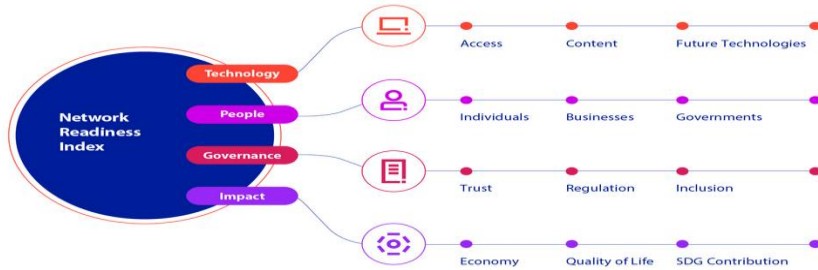 Network
Readiness
Index
Technology
Access Content Future Technologies
People
Individuals Businesses Governments
Governance
Trust Regulation Inclusion
Impact
Economy Quality of Life SDG Contribution